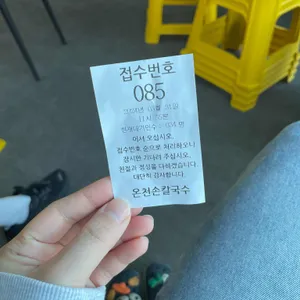 접수번호
085
어서 오십시오.
접수번호 순으로 처리하오니
잠시만 기다려 주십시오.
친절과 정성을 다하겠습니다.
대단히 감사합니다.
온천손칼국수